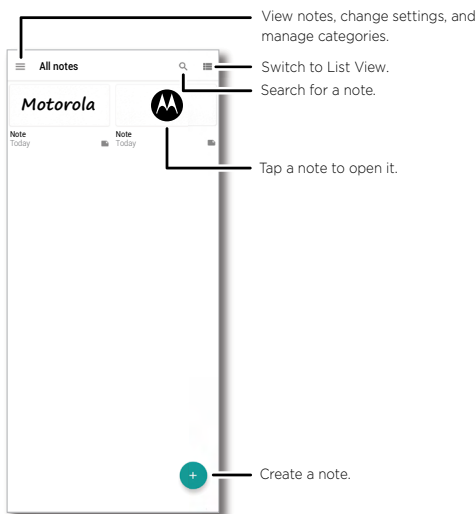 View notes, change settings, and
manage categories.
All notes
Switch to List View.
Search for a note.
Motorola
Note
Today
Note
Today
Tap a note to open it.
+
Create a note.